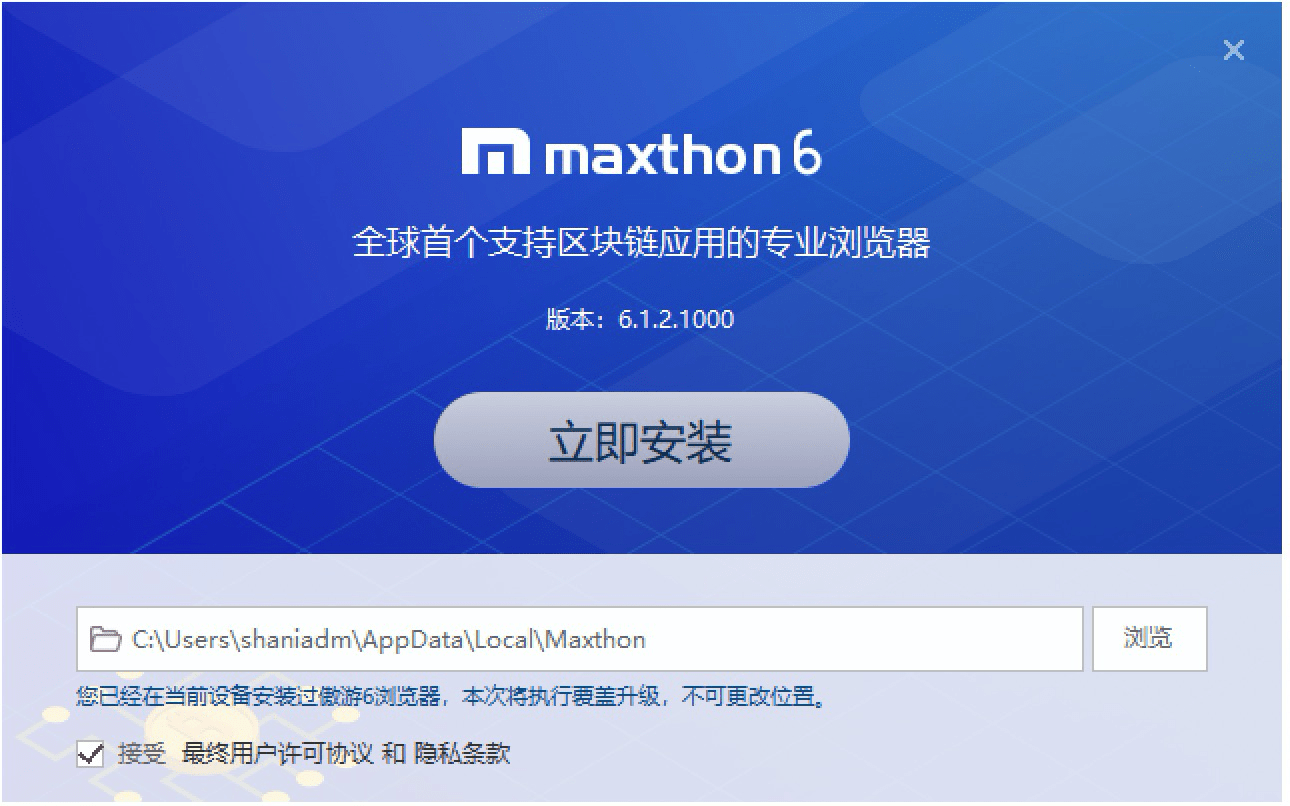 maxthon 6
全球首个支持区块链应用的专业浏览器
版本：6.1.2.1000
立即安装
C:\Users\shaniadm\AppData\Local\Maxthon
浏览
您已经在当前设备安装过傲游6浏览器，本次将执行覆盖升级，不可更改位置。
接受 最终用户许可协议 和 隐私条款